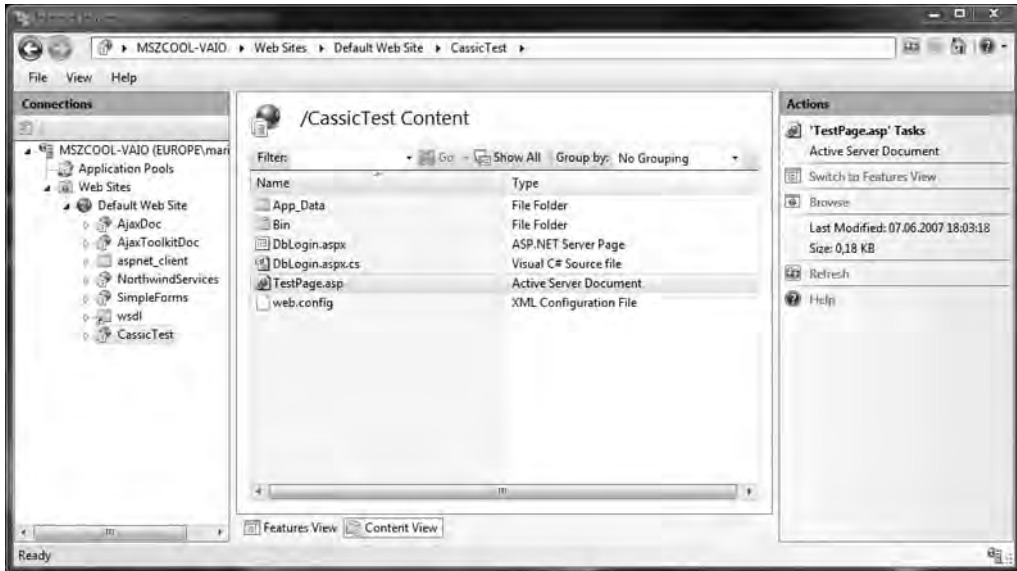 MSZCOOL-VAIO ▸ Web Sites ▸ Default Web Site ▸ CassicTest ▸
File View Help
Connections
MSZCOOL-VAIO (EUROPE\mari
Application Pools
Web Sites
Default Web Site
AjaxDoc
AjaxToolkitDoc
aspnet_client
NorthwindServices
SimpleForms
wsdl
CassicTest
/CassicTest Content
Filter: Go Show All Group by: No Grouping
Name Type
App_Data File Folder
Bin File Folder
DbLogin.aspx ASP.NET Server Page
DbLogin.aspx.cs Visual C# Source file
TestPage.asp Active Server Document
web.config XML Configuration File
Features View Content View
Actions
'TestPage.asp' Tasks
Active Server Document
Switch to Features View
Browse
Last Modified: 07.06.2007 18:03:18
Size: 0,18 KB
Refresh
Help
Ready